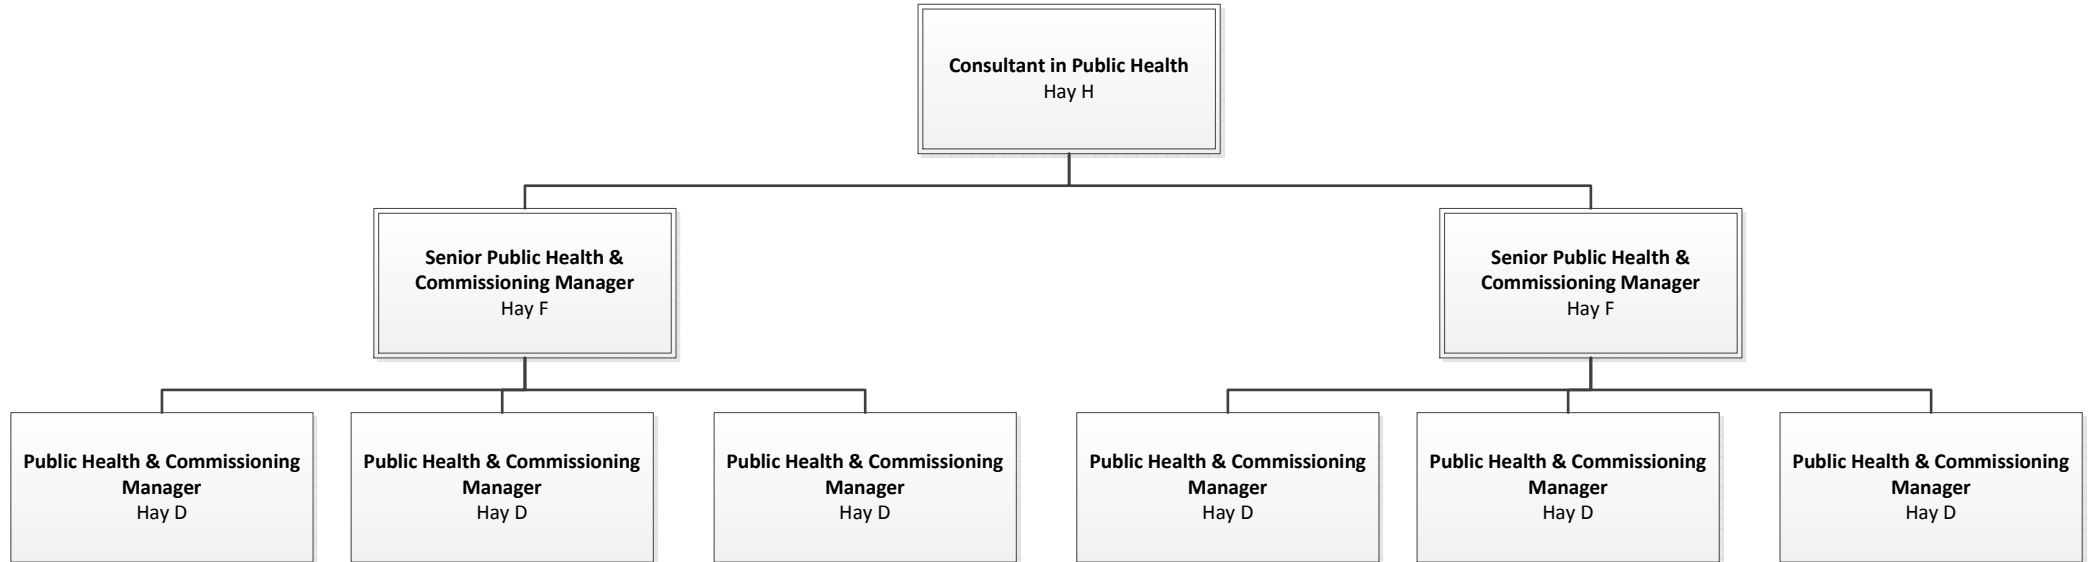 Consultant in Public Health
Hay H
Senior Public Health &
Commissioning Manager
Hay F
Senior Public Health &
Commissioning Manager
Hay F
Public Health & Commissioning
Manager
Hay D
Public Health & Commissioning
Manager
Hay D
Public Health & Commissioning
Manager
Hay D
Public Health & Commissioning
Manager
Hay D
Public Health & Commissioning
Manager
Hay D
Public Health & Commissioning
Manager
Hay D